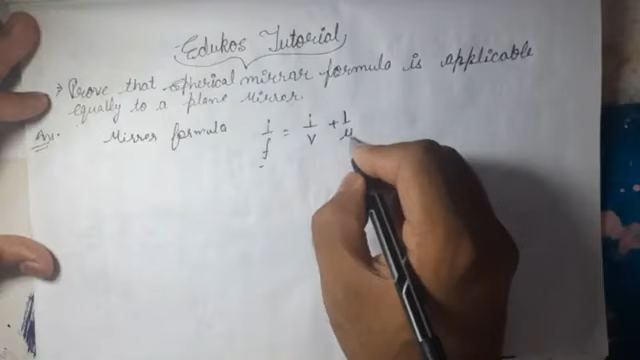 Edukos Tutorial
→ Prove that spherical mirror formula is applicable
equally to a plane mirror.
Ans. Mirror formula 1/f = 1/v + 1/u